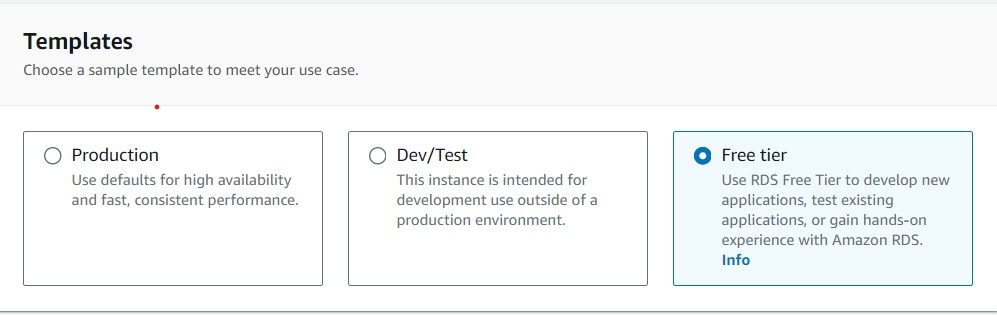 Templates
Choose a sample template to meet your use case.
Production
Use defaults for high availability
and fast, consistent performance.
Dev/Test
This instance is intended for
development use outside of a
production environment.
Free tier
Use RDS Free Tier to develop new
applications, test existing
applications, or gain hands-on
experience with Amazon RDS.
Info